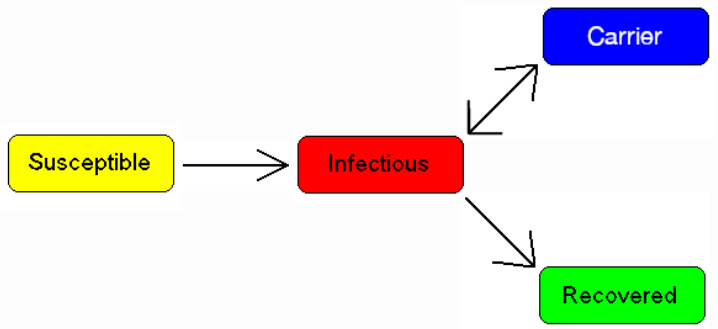 Carrier
Susceptible
Infectious
Recovered